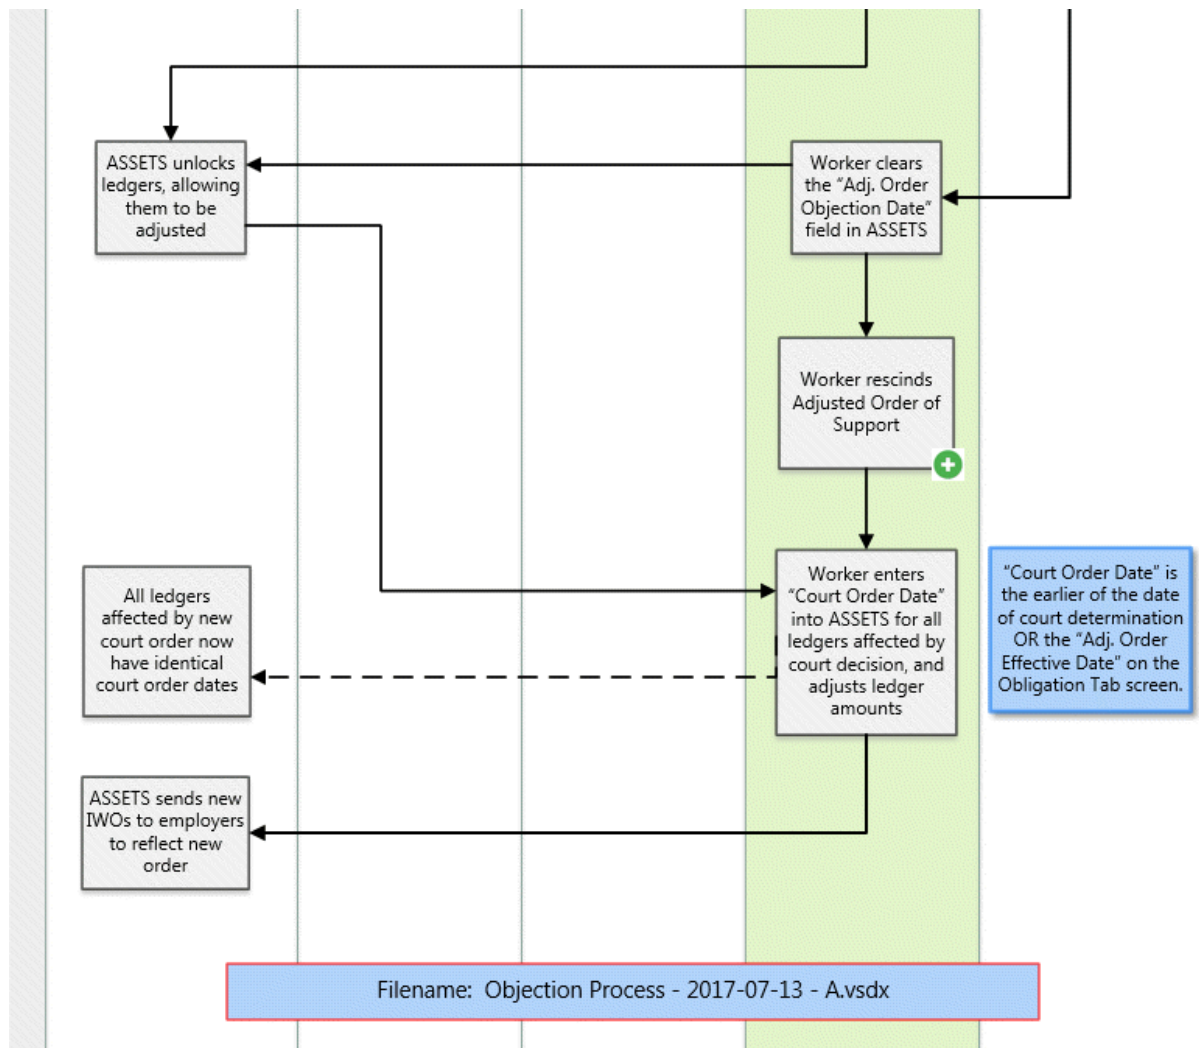 ASSETS unlocks
ledgers, allowing
them to be
adjusted
Worker clears
the “Adj. Order
Objection Date”
field in ASSETS
Worker rescinds
Adjusted Order of
Support
All ledgers
affected by new
court order now
have identical
court order dates
Worker enters
“Court Order Date”
into ASSETS for all
ledgers affected by
court decision, and
adjusts ledger
amounts
“Court Order Date” is
the earlier of the date
of court determination
OR the “Adj. Order
Effective Date” on the
Obligation Tab screen.
ASSETS sends new
IWOs to employers
to reflect new
order
Filename:  Objection Process - 2017-07-13 - A.vsdx